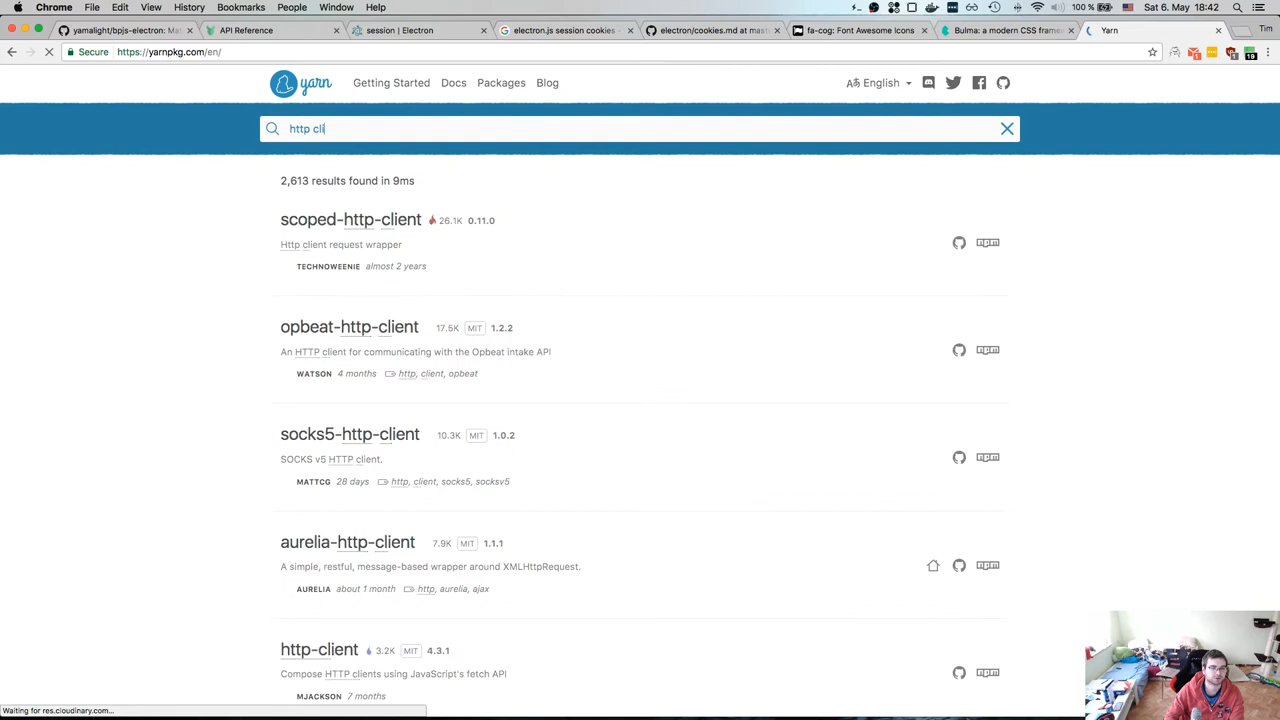 Chrome File Edit View History Bookmarks People Window Help 100 % Sat 6. May 18:42
yamalight/bpjs-electron: Ma API Reference session | Electron electron.js session cookies - electron/cookies.md at mast fa-cog: Font Awesome Icons Bulma: a modern CSS frame Yarn Tim
Secure https://yarnpkg.com/en/
yarn Getting Started Docs Packages Blog English
http cli
2,613 results found in 9ms
scoped-http-client 26.1K 0.11.0
Http client request wrapper
TECHNOWEENIE almost 2 years
opbeat-http-client 17.5K MIT 1.2.2
An HTTP client for communicating with the Opbeat intake API
WATSON 4 months http, client, opbeat
socks5-http-client 10.3K MIT 1.0.2
SOCKS v5 HTTP client.
MATTCG 28 days http, client, socks5, socksv5
aurelia-http-client 7.9K MIT 1.1.1
A simple, restful, message-based wrapper around XMLHttpRequest.
AURELIA about 1 month http, aurelia, ajax
http-client 3.2K MIT 4.3.1
Compose HTTP clients using JavaScript's fetch API
MJACKSON 7 months
Waiting for res.cloudinary.com...